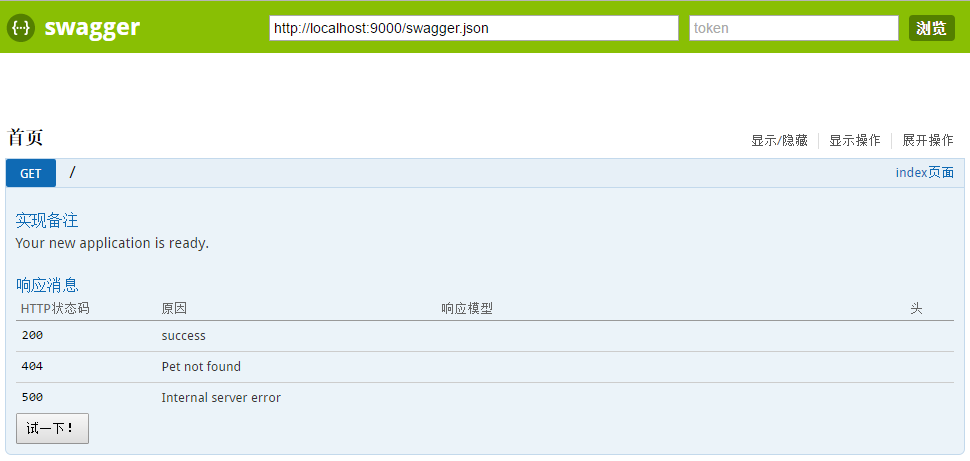 {··} swagger http://localhost:9000/swagger.json token 浏览
首页 显示/隐藏 显示操作 展开操作
GET / index页面
实现备注
Your new application is ready.
响应消息
HTTP状态码 原因 响应模型 头
200 success
404 Pet not found
500 Internal server error
试一下！